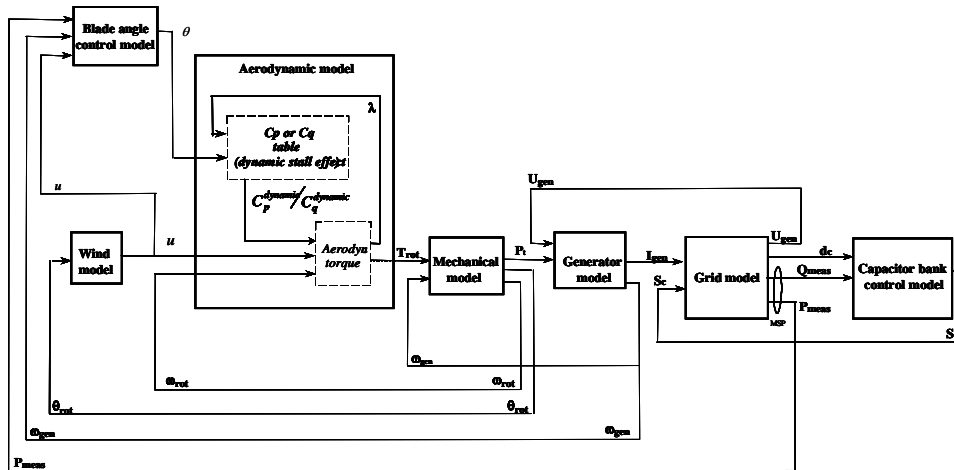 Blade angle
control model
θ
Aerodynamic model
λ
Cp or Cq
table
(dynamic stall effect)
C_p^dynamic/C_q^dynamic
u
U_gen
U_gen
Wind
model
u
Aerodyn
torque
T_rot
Mechanical
model
P_t
Generator
model
I_gen
S_c
Grid model
dc
Q_meas
MSP
P_meas
Capacitor bank
control model
S
ω_gen
ω_rot
ω_rot
θ_rot
θ_rot
ω_gen
ω_gen
P_meas